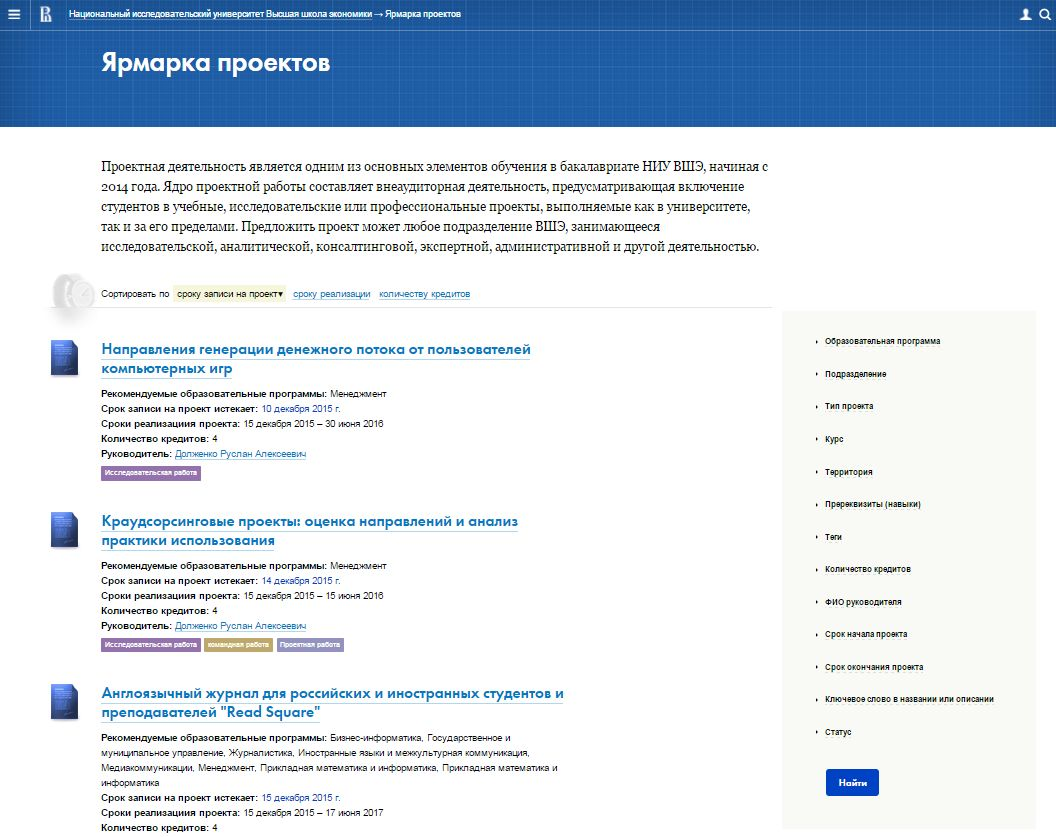 Национальный исследовательский университет Высшая школа экономики → Ярмарка проектов
Ярмарка проектов
Проектная деятельность является одним из основных элементов обучения в бакалавриате НИУ ВШЭ, начиная с
2014 года. Ядро проектной работы составляет внеаудиторная деятельность, предусматривающая включение
студентов в учебные, исследовательские или профессиональные проекты, выполняемые как в университете,
так и за его пределами. Предложить проект может любое подразделение ВШЭ, занимающееся
исследовательской, аналитической, консалтинговой, экспертной, административной и другой деятельностью.
Сортировать по сроку записи на проект▾ сроку реализации количеству кредитов
Направления генерации денежного потока от пользователей
компьютерных игр
Рекомендуемые образовательные программы: Менеджмент
Срок записи на проект истекает: 10 декабря 2015 г.
Сроки реализациия проекта: 15 декабря 2015 – 30 июня 2016
Количество кредитов: 4
Руководитель: Долженко Руслан Алексеевич
Исследовательская работа
Краудсорсинговые проекты: оценка направлений и анализ
практики использования
Рекомендуемые образовательные программы: Менеджмент
Срок записи на проект истекает: 14 декабря 2015 г.
Сроки реализациия проекта: 15 декабря 2015 – 15 июня 2016
Количество кредитов: 4
Руководитель: Долженко Руслан Алексеевич
Исследовательская работа командная работа Проектная работа
Англоязычный журнал для российских и иностранных студентов и
преподавателей "Read Square"
Рекомендуемые образовательные программы: Бизнес-информатика, Государственное и
муниципальное управление, Журналистика, Иностранные языки и межкультурная коммуникация,
Медиакоммуникации, Менеджмент, Прикладная математика и информатика, Прикладная математика и
информатика
Срок записи на проект истекает: 15 декабря 2015 г.
Сроки реализациия проекта: 15 декабря 2015 – 17 июня 2017
Количество кредитов: 4
Образовательная программа
Подразделение
Тип проекта
Курс
Территория
Пререквизиты (навыки)
Теги
Количество кредитов
ФИО руководителя
Срок начала проекта
Срок окончания проекта
Ключевое слово в названии или описании
Статус
Найти